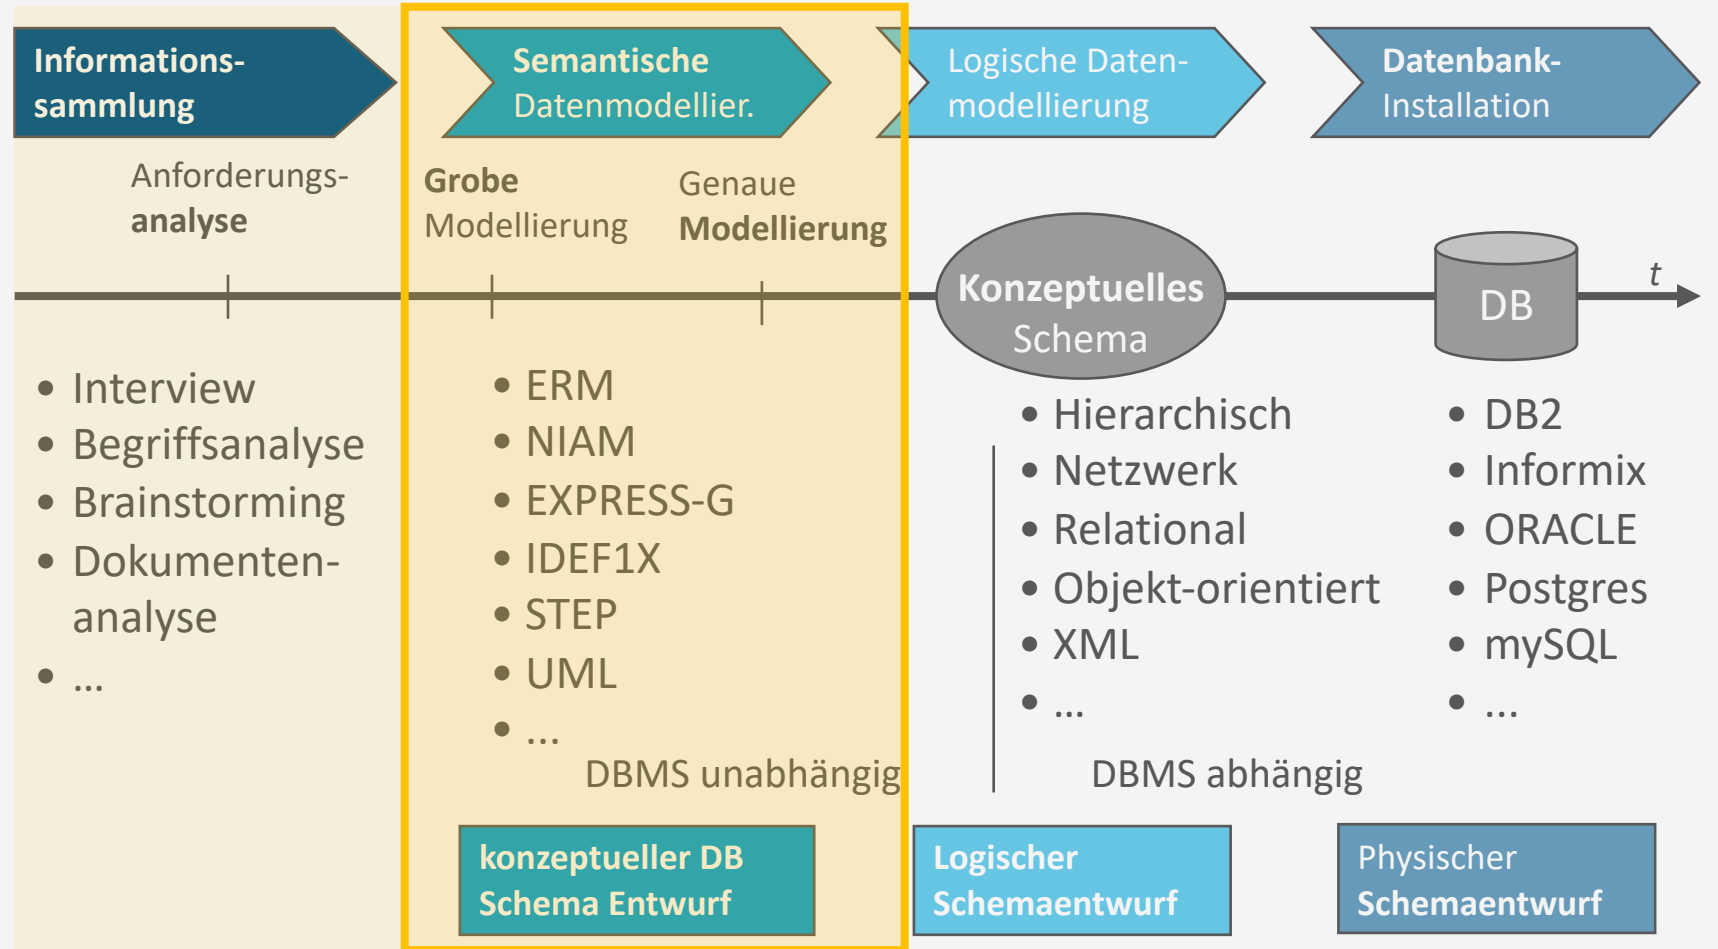 Informations-
sammlung
Semantische
Datenmodellier.
Logische Daten-
modellierung
Datenbank-
Installation
Anforderungs-
analyse
Grobe
Modellierung
Genaue
Modellierung
Konzeptuelles
Schema
DB
t
• Interview
• Begriffsanalyse
• Brainstorming
• Dokumenten-
analyse
• ...
• ERM
• NIAM
• EXPRESS-G
• IDEF1X
• STEP
• UML
• ...
DBMS unabhängig
• Hierarchisch
• Netzwerk
• Relational
• Objekt-orientiert
• XML
• ...
DBMS abhängig
• DB2
• Informix
• ORACLE
• Postgres
• mySQL
• ...
konzeptueller DB
Schema Entwurf
Logischer
Schemaentwurf
Physischer
Schemaentwurf